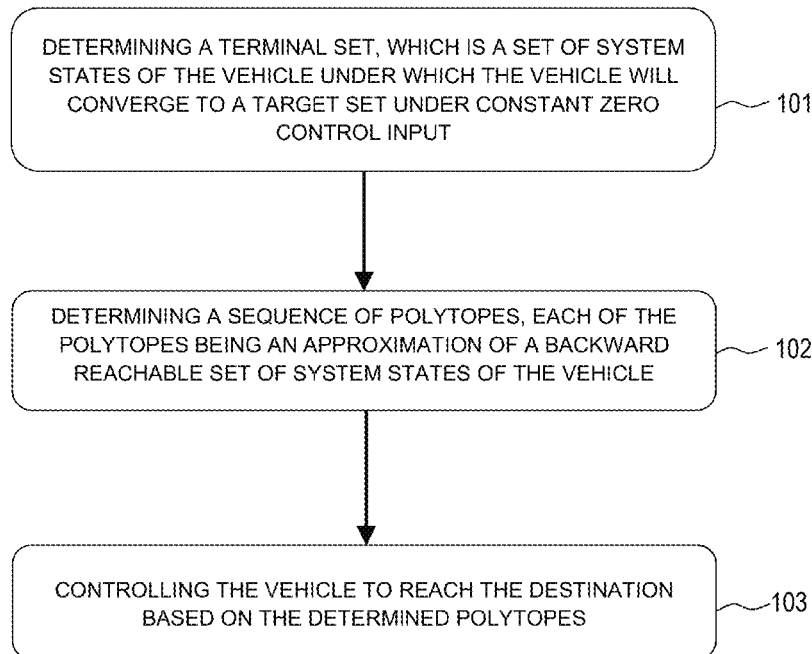 DETERMINING A TERMINAL SET, WHICH IS A SET OF SYSTEM
STATES OF THE VEHICLE UNDER WHICH THE VEHICLE WILL
CONVERGE TO A TARGET SET UNDER CONSTANT ZERO
CONTROL INPUT
101
DETERMINING A SEQUENCE OF POLYTOPES, EACH OF THE
POLYTOPES BEING AN APPROXIMATION OF A BACKWARD
REACHABLE SET OF SYSTEM STATES OF THE VEHICLE
102
CONTROLLING THE VEHICLE TO REACH THE DESTINATION
BASED ON THE DETERMINED POLYTOPES
103